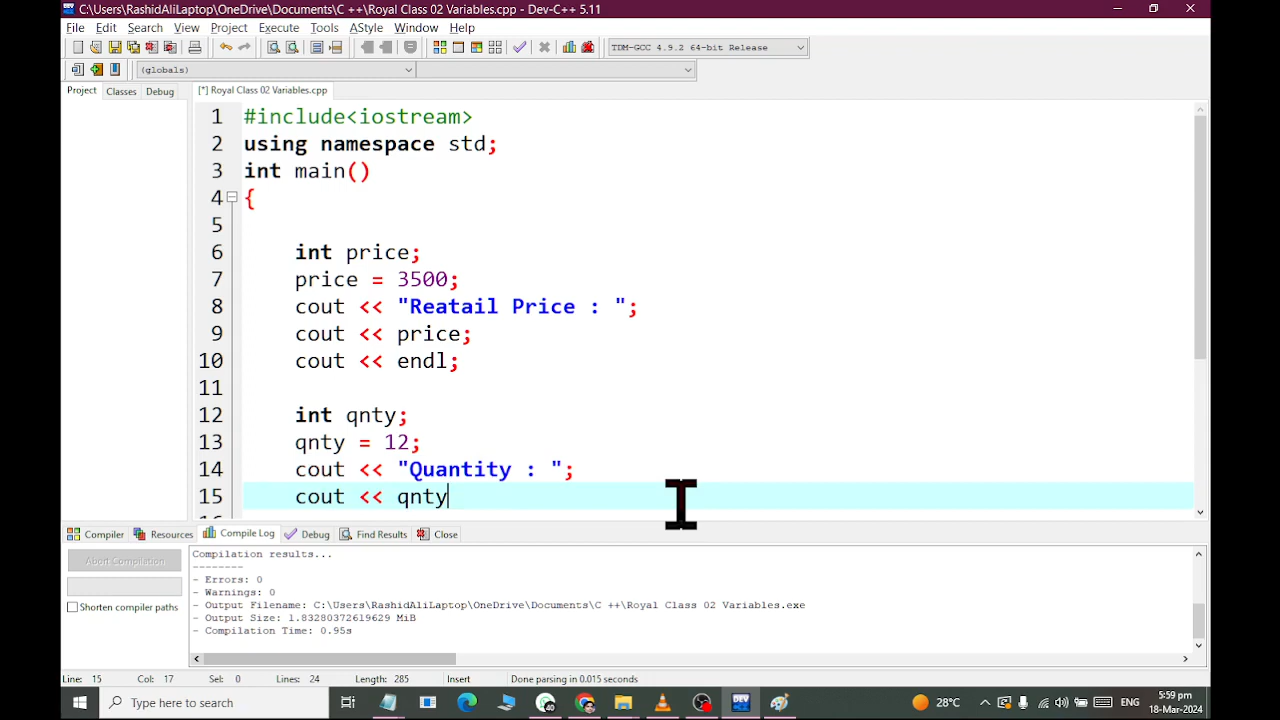 C:\Users\RashidAliLaptop\OneDrive\Documents\C ++\Royal Class 02 Variables.cpp - Dev-C++ 5.11
File Edit Search View Project Execute Tools AStyle Window Help
TDM-GCC 4.9.2 64-bit Release
(globals)
Project Classes Debug
[*] Royal Class 02 Variables.cpp
1 #include<iostream>
2 using namespace std;
3 int main()
4 {
5
6 int price;
7 price = 3500;
8 cout << "Reatail Price : ";
9 cout << price;
10 cout << endl;
11
12 int qnty;
13 qnty = 12;
14 cout << "Quantity : ";
15 cout << qnty
Compiler Resources Compile Log Debug Find Results Close
Abort Compilation
Shorten compiler paths
Compilation results...
--------
- Errors: 0
- Warnings: 0
- Output Filename: C:\Users\RashidAliLaptop\OneDrive\Documents\C ++\Royal Class 02 Variables.exe
- Output Size: 1.83280372619629 MiB
- Compilation Time: 0.95s
Line: 15 Col: 17 Sel: 0 Lines: 24 Length: 285 Insert Done parsing in 0.015 seconds
Type here to search
28°C
ENG
5:59 pm
18-Mar-2024